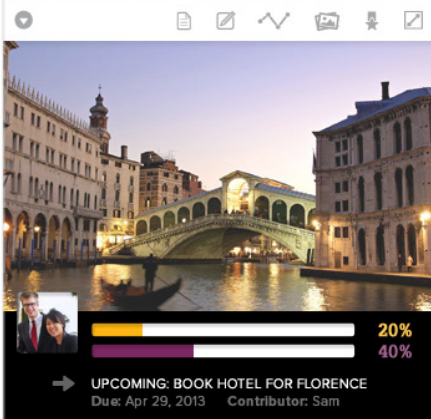 20%
40%
UPCOMING: BOOK HOTEL FOR FLORENCE
Due: Apr 29, 2013 Contributor: Sam